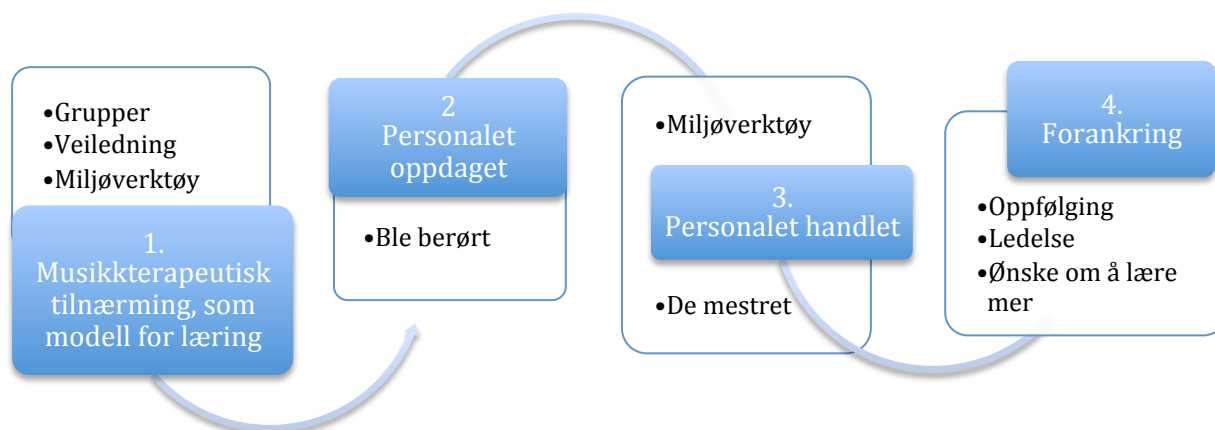 •Grupper
•Veiledning
•Miljøverktøy
1.
Musikkterapeutisk
tilnærming, som
modell for læring
2
Personalet
oppdaget
•Ble berørt
•Miljøverktøy
3.
Personalet handlet
•De mestret
4.
Forankring
•Oppfølging
•Ledelse
•Ønske om å lære
mer